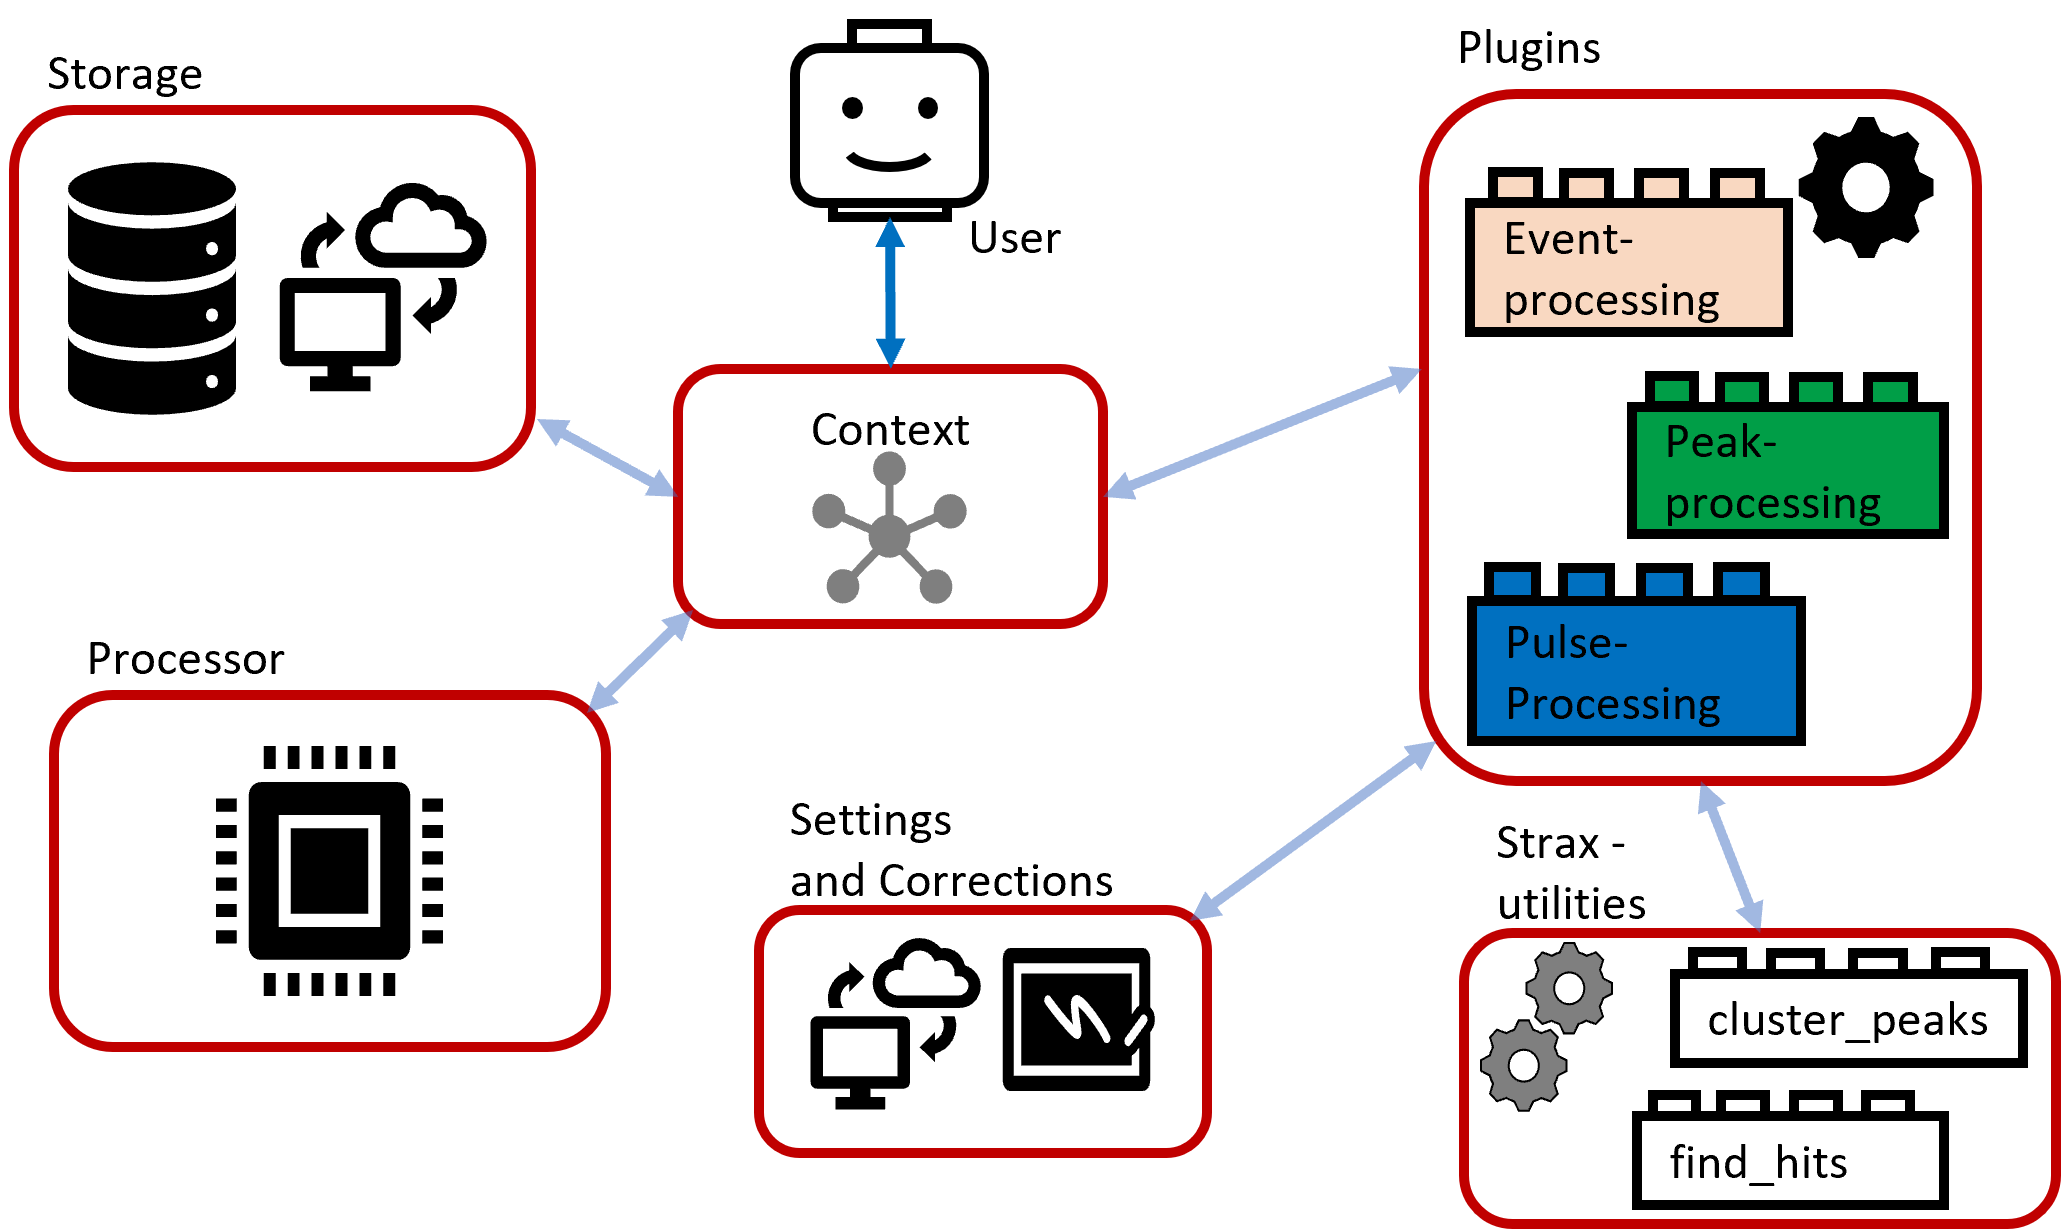 Storage
User
Plugins
Event-
processing
Peak-
processing
Pulse-
Processing
Context
Processor
Settings
and Corrections
Strax -
utilities
cluster_peaks
find_hits